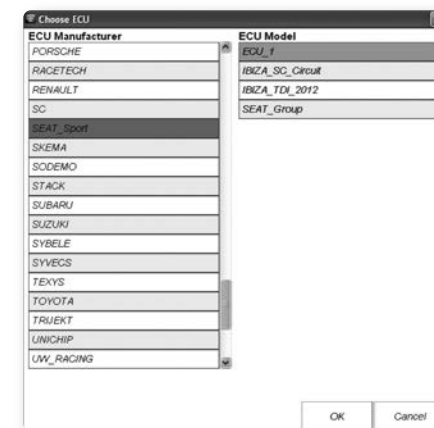 Choose ECU
ECU Manufacturer
PORSCHE
RACETECH
RENAULT
SC
SEAT_Sport
SKEMA
SODEMO
STACK
SUBARU
SUZUKI
SYBELE
SYVECS
TEXYS
TOYOTA
TRIJEKT
UNICHIP
UW_RACING
ECU Model
ECU_1
IBIZA_SC_Circuit
IBIZA_TDI_2012
SEAT_Group
OK
Cancel